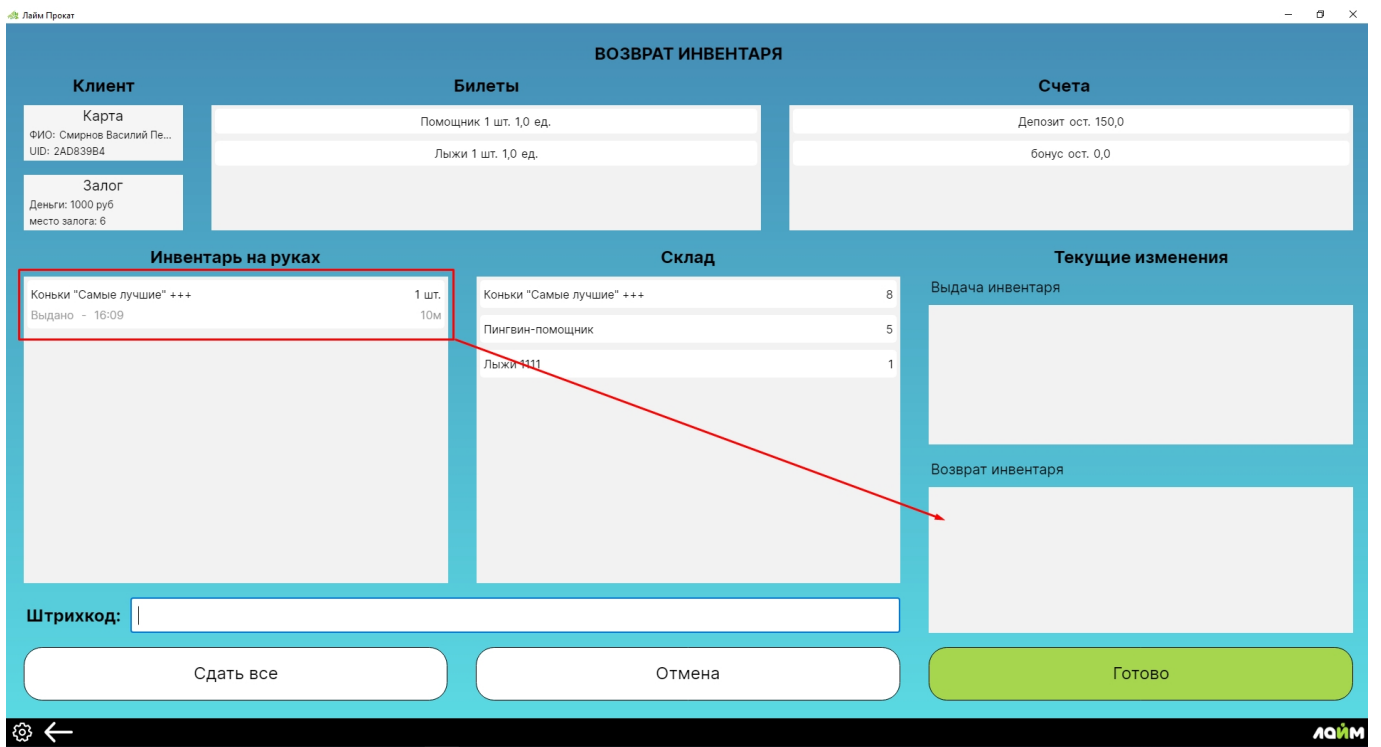 Лайм Прокат
ВОЗВРАТ ИНВЕНТАРЯ
Клиент
Карта
ФИО: Смирнов Василий Пе...
UID: 2AD839B4
Залог
Деньги: 1000 руб
место залога: 6
Билеты
Помощник 1 шт. 1,0 ед.
Лыжи 1 шт. 1,0 ед.
Счета
Депозит ост. 150,0
бонус ост. 0,0
Инвентарь на руках
Коньки "Самые лучшие" +++ 1 шт.
Выдано - 16:09 10м
Склад
Коньки "Самые лучшие" +++ 8
Пингвин-помощник 5
Лыжи 1111 1
Текущие изменения
Выдача инвентаря
Возврат инвентаря
Штрихкод:
Сдать все
Отмена
Готово
лайм